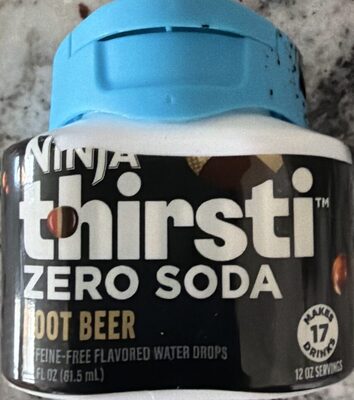 NINJA
thirsti™
ZERO SODA
OOT BEER
FFEINE-FREE FLAVORED WATER DROPS
FL OZ (61.5 mL)
MAKES
17
DRINKS
12 OZ SERVINGS